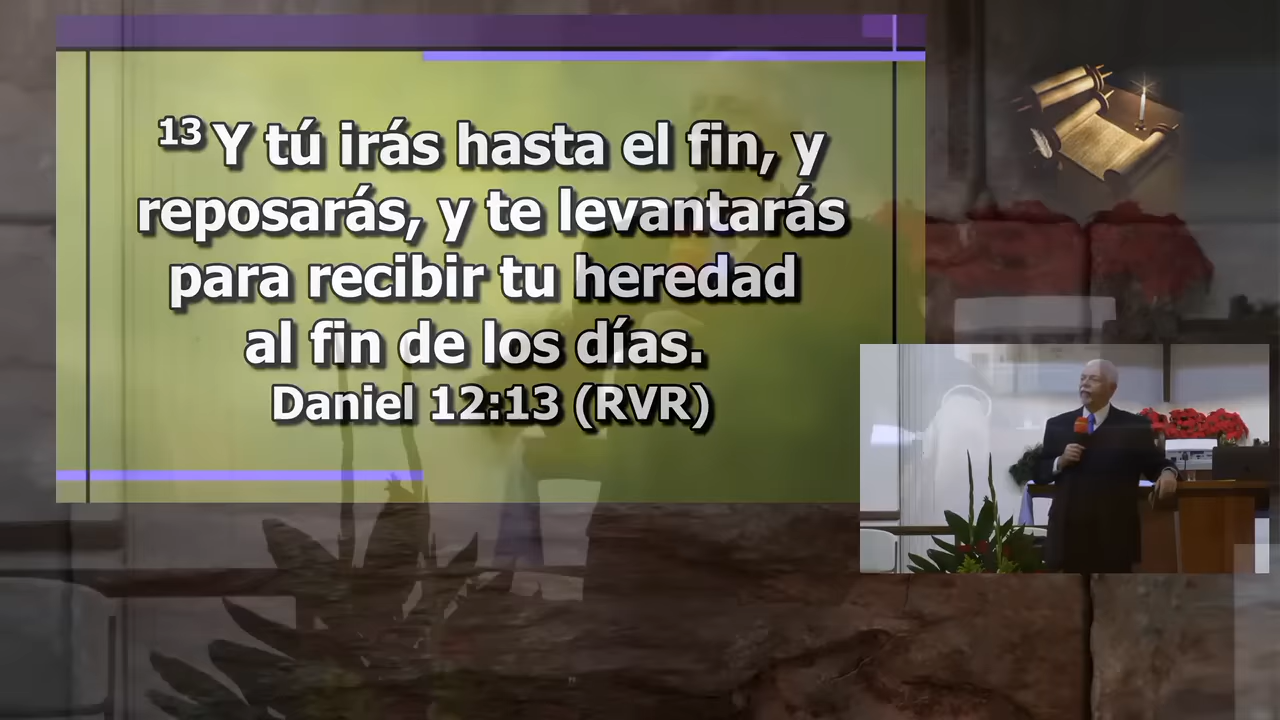 13 Y tú irás hasta el fin, y
reposarás, y te levantarás
para recibir tu heredad
al fin de los días.
Daniel 12:13 (RVR)